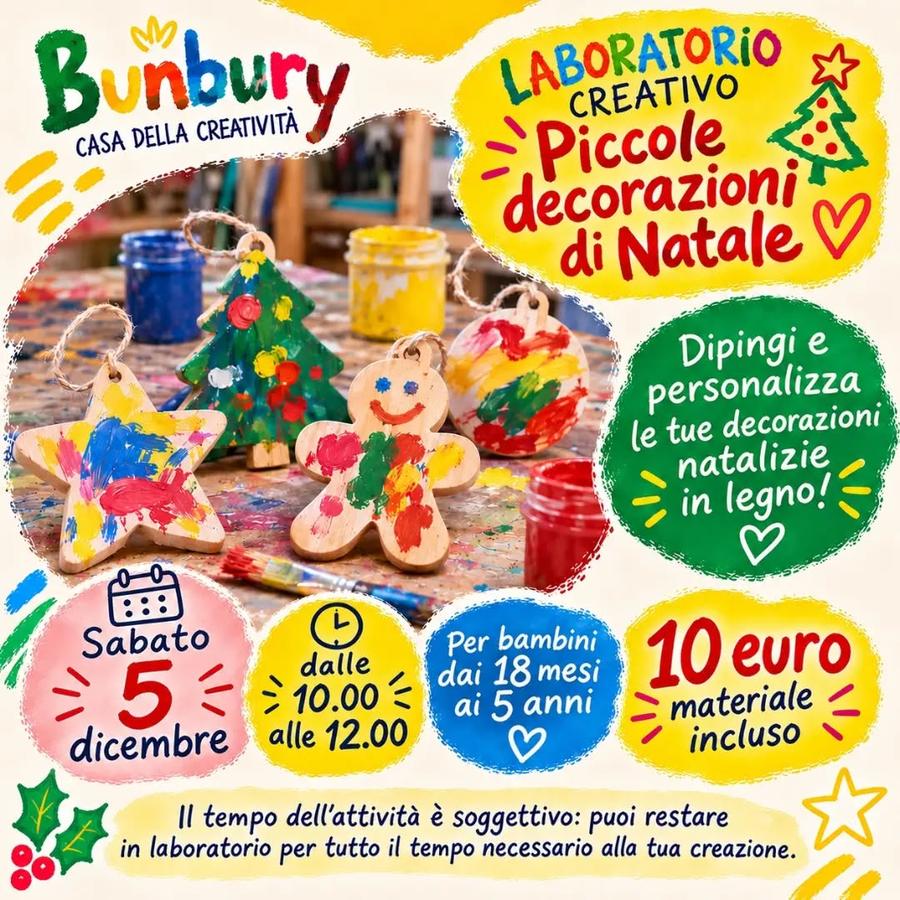 Bunbury
CASA DELLA CREATIVITÀ
LABORATORIO
CREATIVO
Piccole
decorazioni
di Natale
Dipingi e
personalizza
le tue decorazioni
natalizie
in legno!
Sabato
5
dicembre
dalle
10.00
alle 12.00
Per bambini
dai 18 mesi
ai 5 anni
10 euro
materiale
incluso
Il tempo dell'attività è soggettivo: puoi restare
in laboratorio per tutto il tempo necessario alla tua creazione.